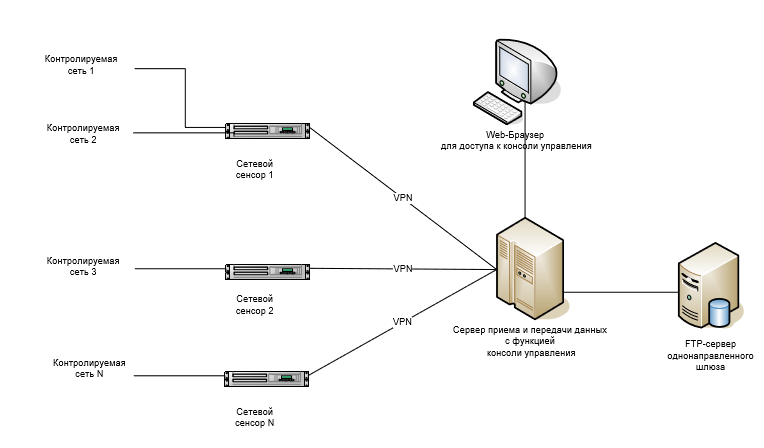 Контролируемая
сеть 1
Контролируемая
сеть 2
Сетевой
сенсор 1
Web-Браузер
для доступа к консоли управления
VPN
Контролируемая
сеть 3
Сетевой
сенсор 2
VPN
VPN
Сервер приема и передачи данных
с функцией
консоли управления
FTP-сервер
однонаправленного
шлюза
Контролируемая
сеть N
Сетевой
сенсор N